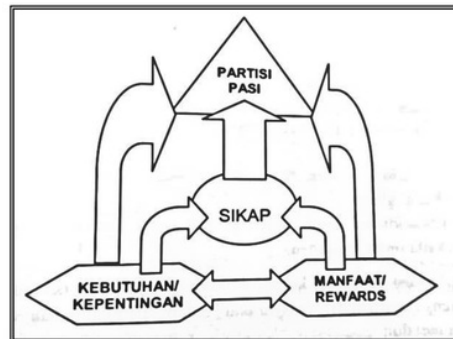 PARTISI
PASI
SIKAP
KEBUTUHAN/
KEPENTINGAN
MANFAAT/
REWARDS